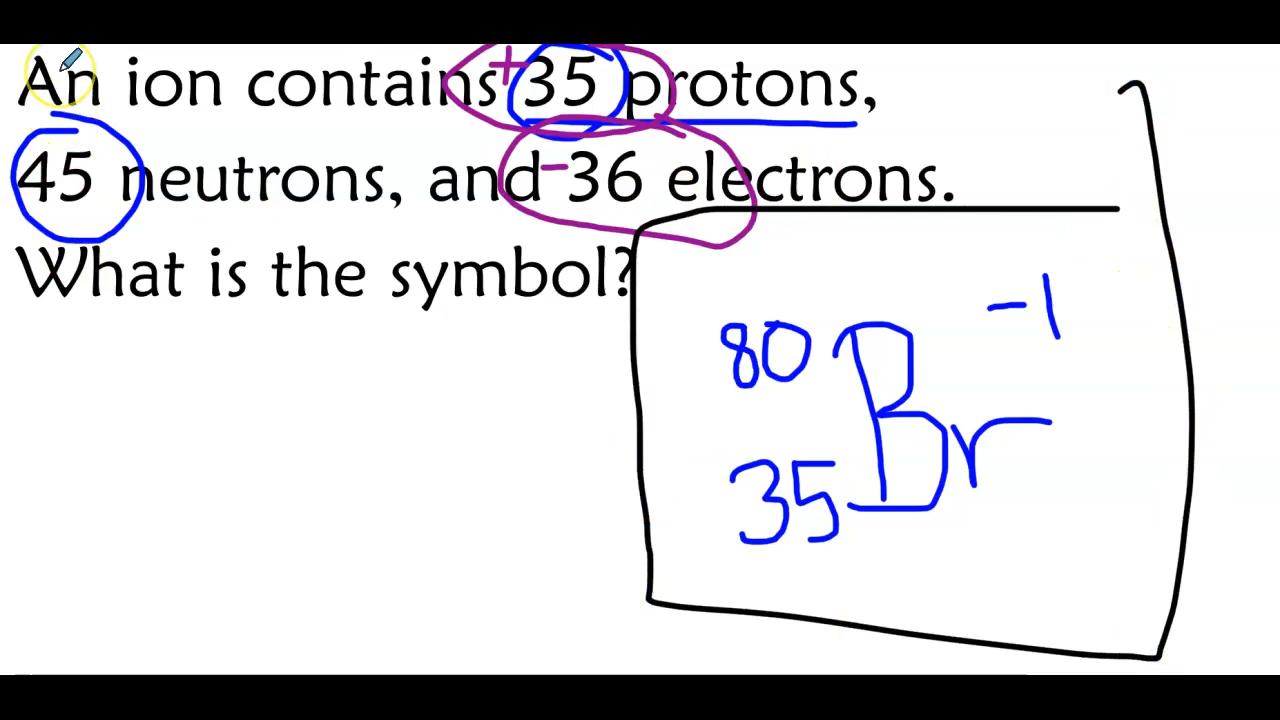 An ion contains +35 protons,
45 neutrons, and -36 electrons.
What is the symbol?
-1
80
Br
35